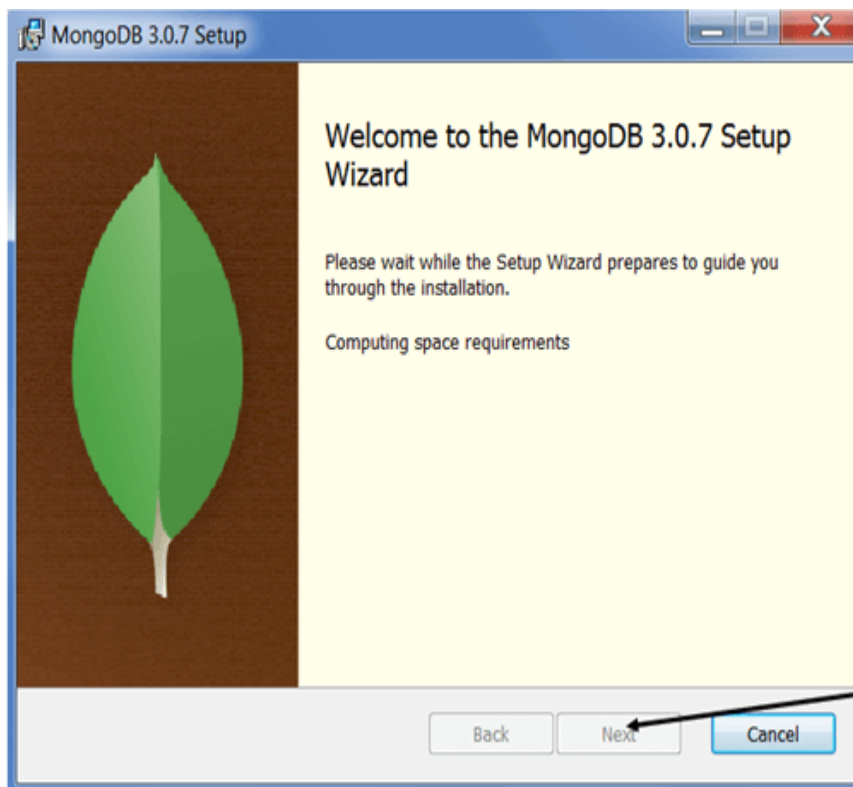 MongoDB 3.0.7 Setup
Welcome to the MongoDB 3.0.7 Setup
Wizard
Please wait while the Setup Wizard prepares to guide you
through the installation.
Computing space requirements
Back Next Cancel